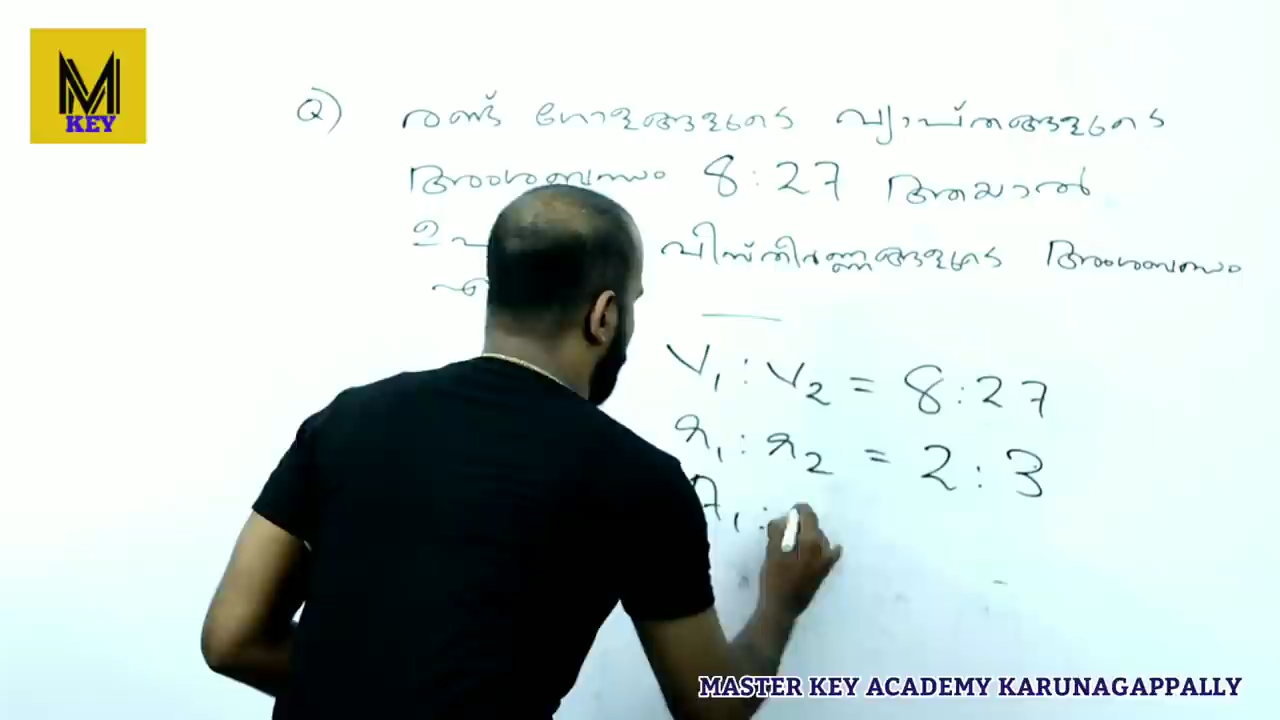 M
KEY
Q) രണ്ട് ഗോളങ്ങളുടെ വ്യാപ്തങ്ങളുടെ
അംശബന്ധം 8:27 ആയാൽ
വിസ്തീർണ്ണങ്ങളുടെ അംശബന്ധം
V₁ : V₂ = 8:27
r₁ : r₂ = 2:3
A₁ :
MASTER KEY ACADEMY KARUNAGAPPALLY